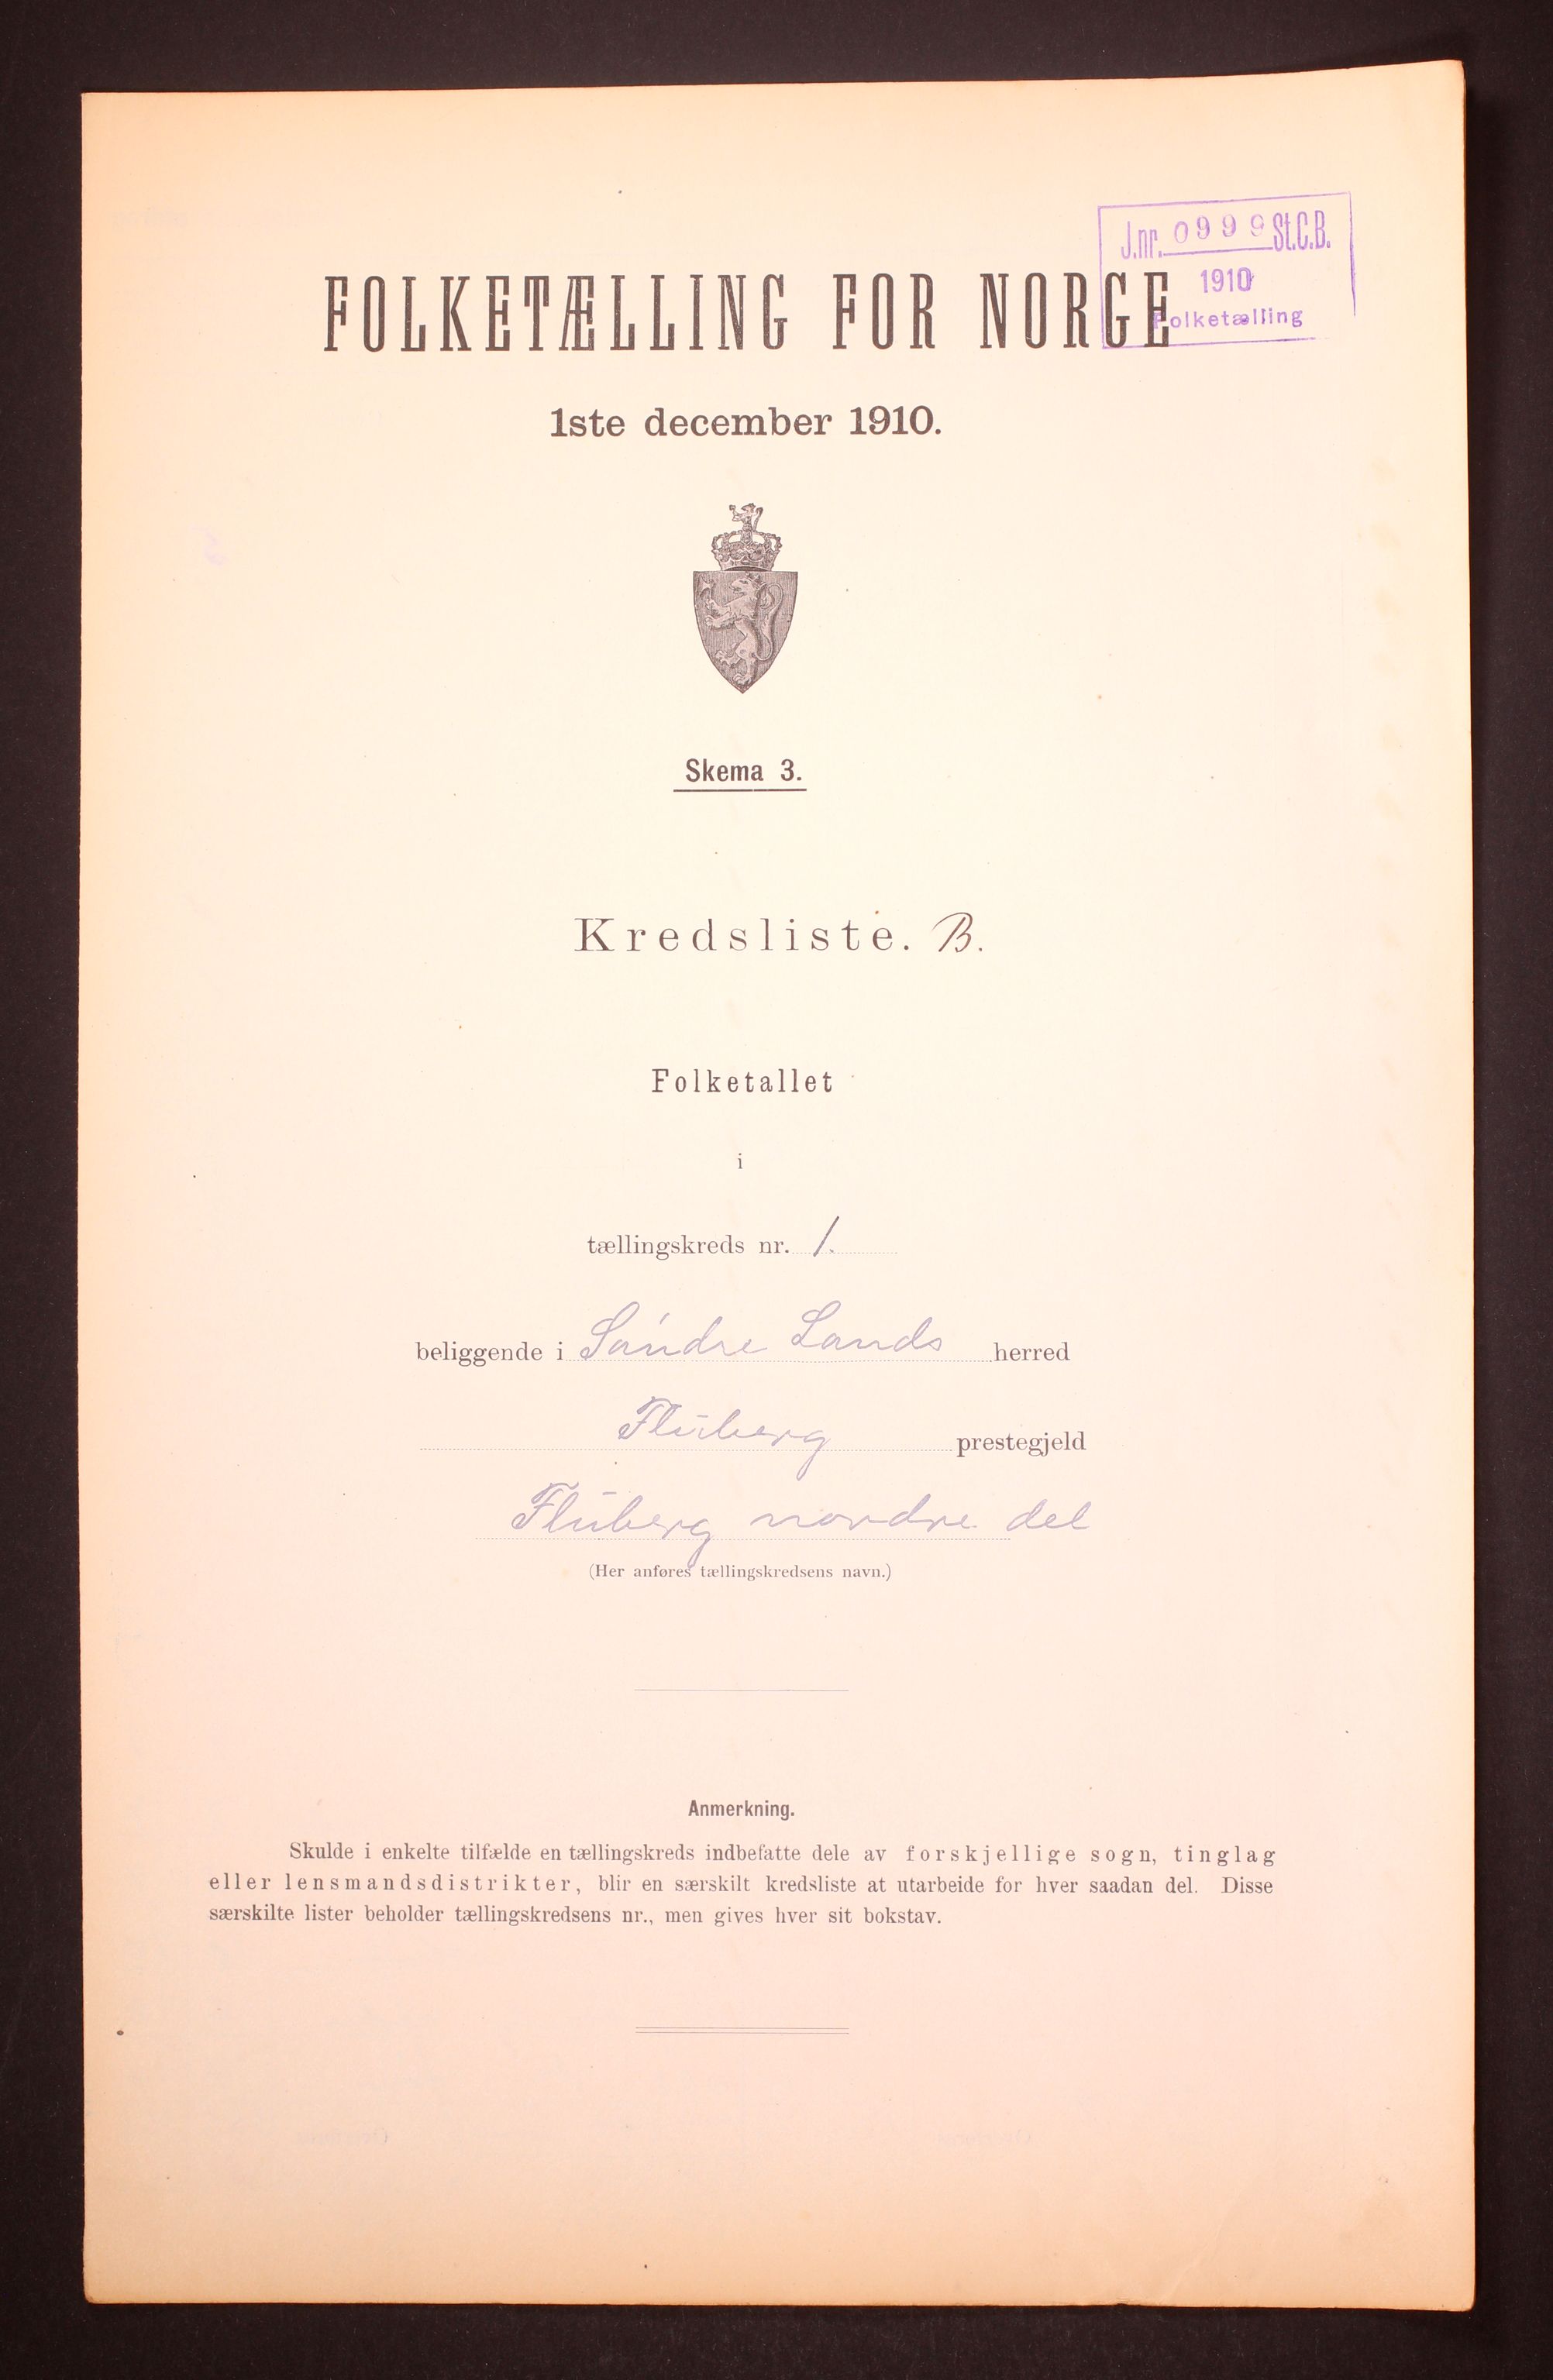 J.nr. 0999 St.C.B.
1910
Folketælling
FOLKETÆLLING FOR NORGE
1ste december 1910.
Skema 3.
Kredsliste. B.
Folketallet
i
tællingskreds nr. 1.
beliggende i Søndre Lands herred
Fluberg prestegjeld
Fluberg nordre del
(Her anføres tællingskredsens navn.)
Anmerkning.
Skulde i enkelte tilfælde en tællingskreds indbefatte dele av forskjellige sogn, tinglag
eller lensmandsdistrikter, blir en særskilt kredsliste at utarbeide for hver saadan del. Disse
særskilte lister beholder tællingskredsens nr., men gives hver sit bokstav.